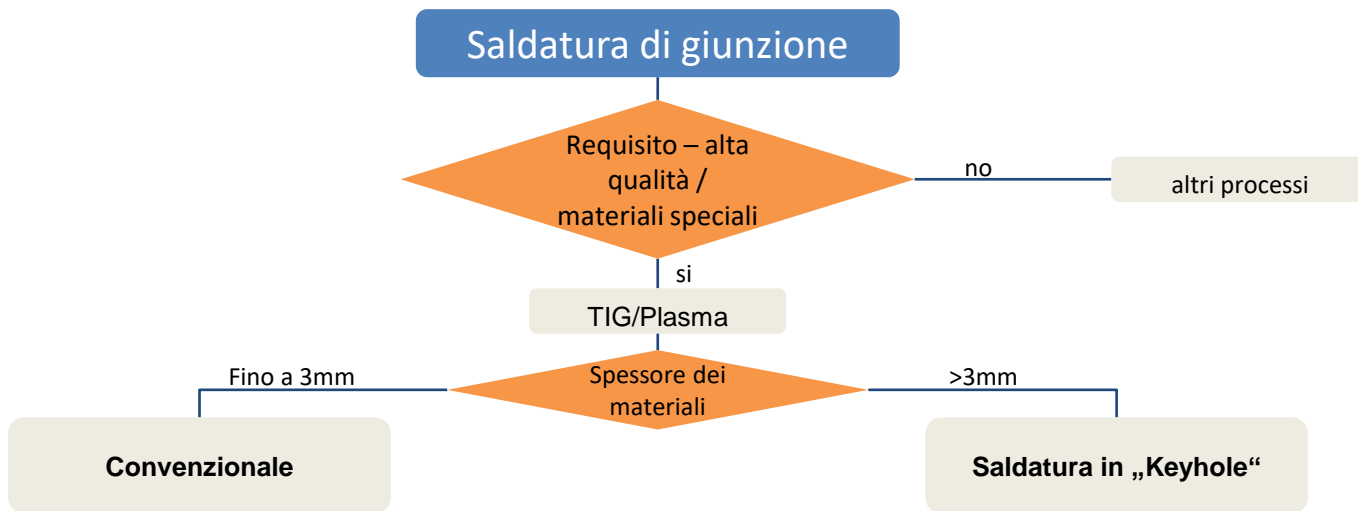 Saldatura di giunzione
Requisito – alta
qualità /
materiali speciali
no
altri processi
si
TIG/Plasma
Fino a 3mm
Spessore dei
materiali
>3mm
Convenzionale
Saldatura in „Keyhole“